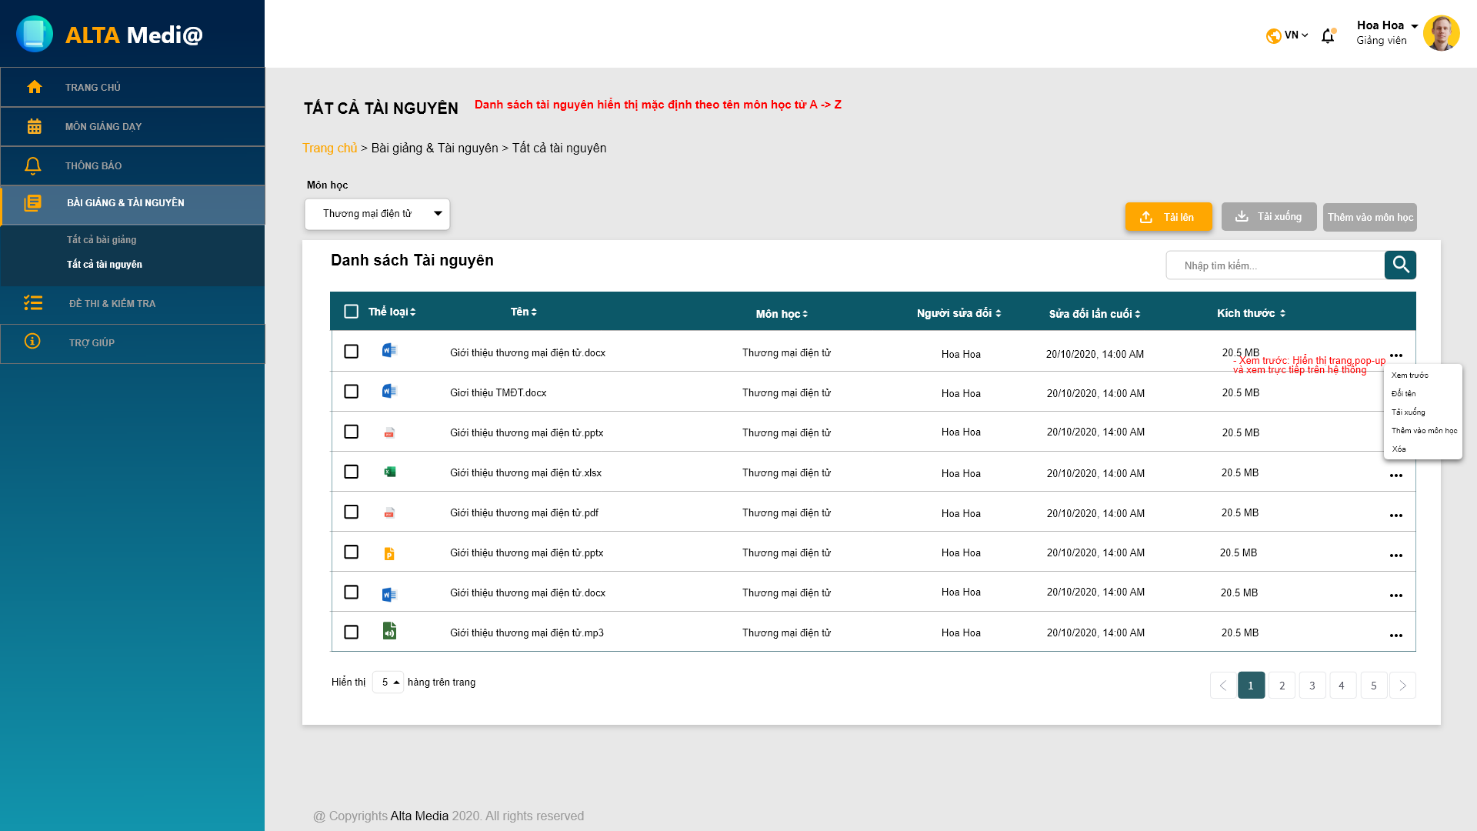 ALTA Medi@
VN
Hoa Hoa
Giảng viên
TRANG CHỦ
MÔN GIẢNG DẠY
THÔNG BÁO
BÀI GIẢNG & TÀI NGUYÊN
Tất cả bài giảng
Tất cả tài nguyên
ĐỀ THI & KIỂM TRA
TRỢ GIÚP
TẤT CẢ TÀI NGUYÊN
Danh sách tài nguyên hiển thị mặc định theo tên môn học từ A -> Z
Trang chủ > Bài giảng & Tài nguyên > Tất cả tài nguyên
Môn học
Thương mại điện tử
Tải lên
Tải xuống
Thêm vào môn học
Danh sách Tài nguyên
Nhập tìm kiếm...
Thể loại Tên Môn học Người sửa đổi Sửa đổi lần cuối Kích thước
Giới thiệu thương mại điện tử.docx Thương mại điện tử Hoa Hoa 20/10/2020, 14:00 AM 20.5 MB
- Xem trước: Hiển thị trang pop-up
và xem trực tiếp trên hệ thống
Xem trước
Đổi tên
Tải xuống
Thêm vào môn học
Xóa
Giơi thiệu TMĐT.docx Thương mại điện tử Hoa Hoa 20/10/2020, 14:00 AM 20.5 MB
Giới thiệu thương mại điện tử.pptx Thương mại điện tử Hoa Hoa 20/10/2020, 14:00 AM 20.5 MB
Giới thiệu thương mại điện tử.xlsx Thương mại điện tử Hoa Hoa 20/10/2020, 14:00 AM 20.5 MB
Giới thiệu thương mại điện tử.pdf Thương mại điện tử Hoa Hoa 20/10/2020, 14:00 AM 20.5 MB
Giới thiệu thương mại điện tử.pptx Thương mại điện tử Hoa Hoa 20/10/2020, 14:00 AM 20.5 MB
Giới thiệu thương mại điện tử.docx Thương mại điện tử Hoa Hoa 20/10/2020, 14:00 AM 20.5 MB
Giới thiệu thương mại điện tử.mp3 Thương mại điện tử Hoa Hoa 20/10/2020, 14:00 AM 20.5 MB
Hiển thị 5 hàng trên trang
1 2 3 4 5
@ Copyrights Alta Media 2020. All rights reserved